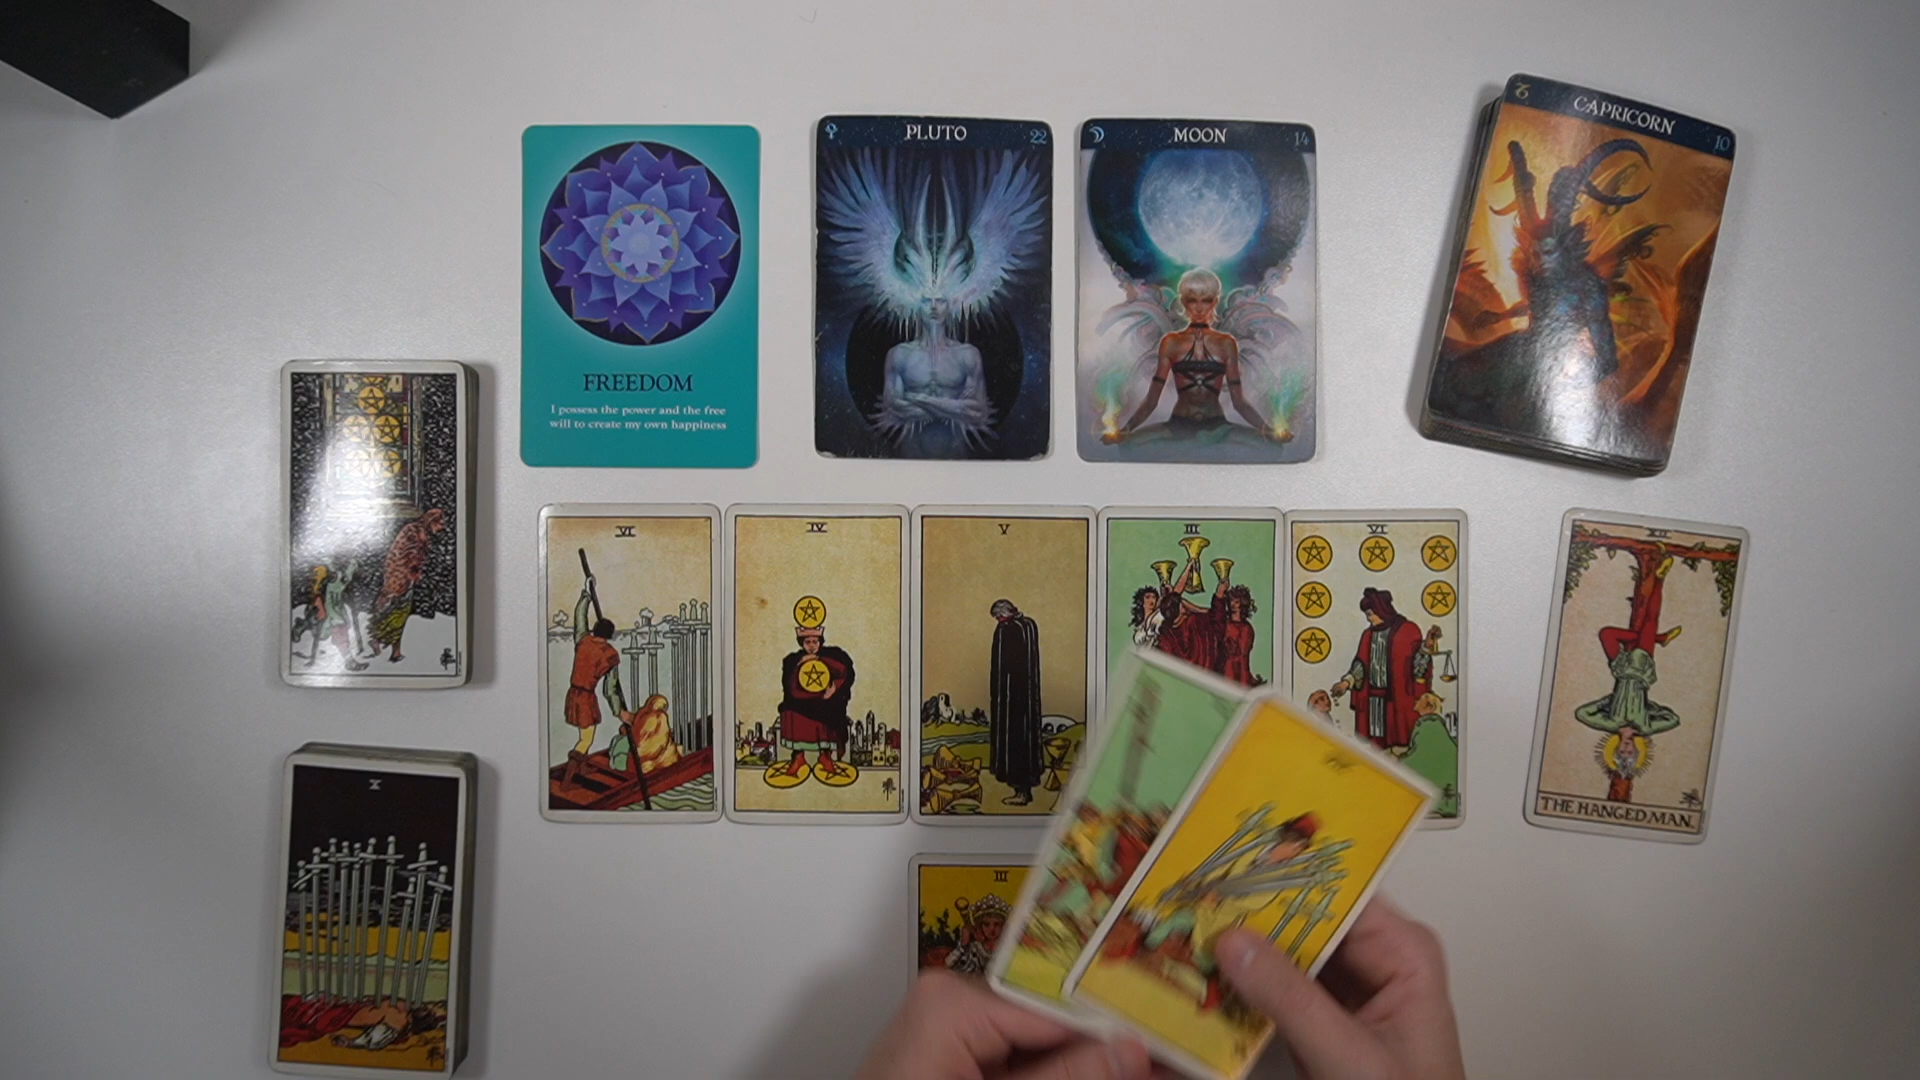 CAPRICORN
10
PLUTO
22
MOON
14
FREEDOM
I possess the power and the free
will to create my own happiness
VI
IV
V
III
VI
XII
THE HANGED MAN.
X
III